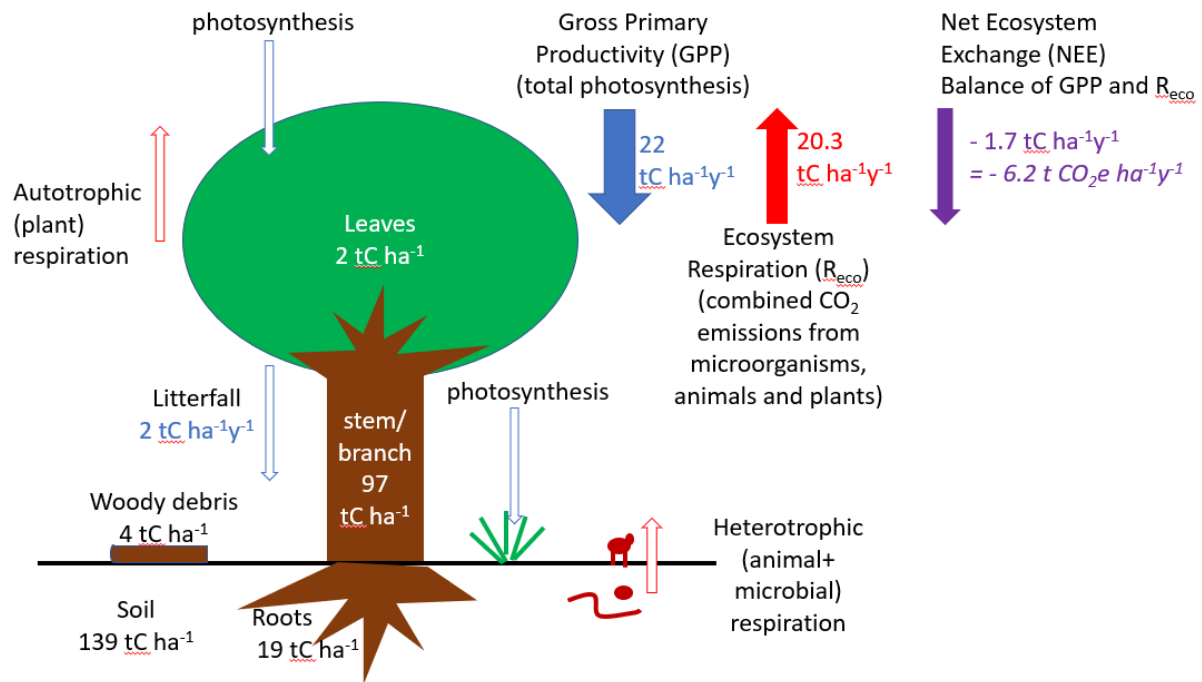 photosynthesis
Gross Primary
Productivity (GPP)
(total photosynthesis)
22
tC ha⁻¹y⁻¹
20.3
tC ha⁻¹y⁻¹
Net Ecosystem
Exchange (NEE)
Balance of GPP and Reco
- 1.7 tC ha⁻¹y⁻¹
= - 6.2 t CO₂e ha⁻¹y⁻¹
Autotrophic
(plant)
respiration
Leaves
2 tC ha⁻¹
Ecosystem
Respiration (Reco)
(combined CO₂
emissions from
microorganisms,
animals and plants)
Litterfall
2 tC ha⁻¹y⁻¹
stem/
branch
97
tC ha⁻¹
photosynthesis
Woody debris
4 tC ha⁻¹
Heterotrophic
(animal+
microbial)
respiration
Soil
139 tC ha⁻¹
Roots
19 tC ha⁻¹